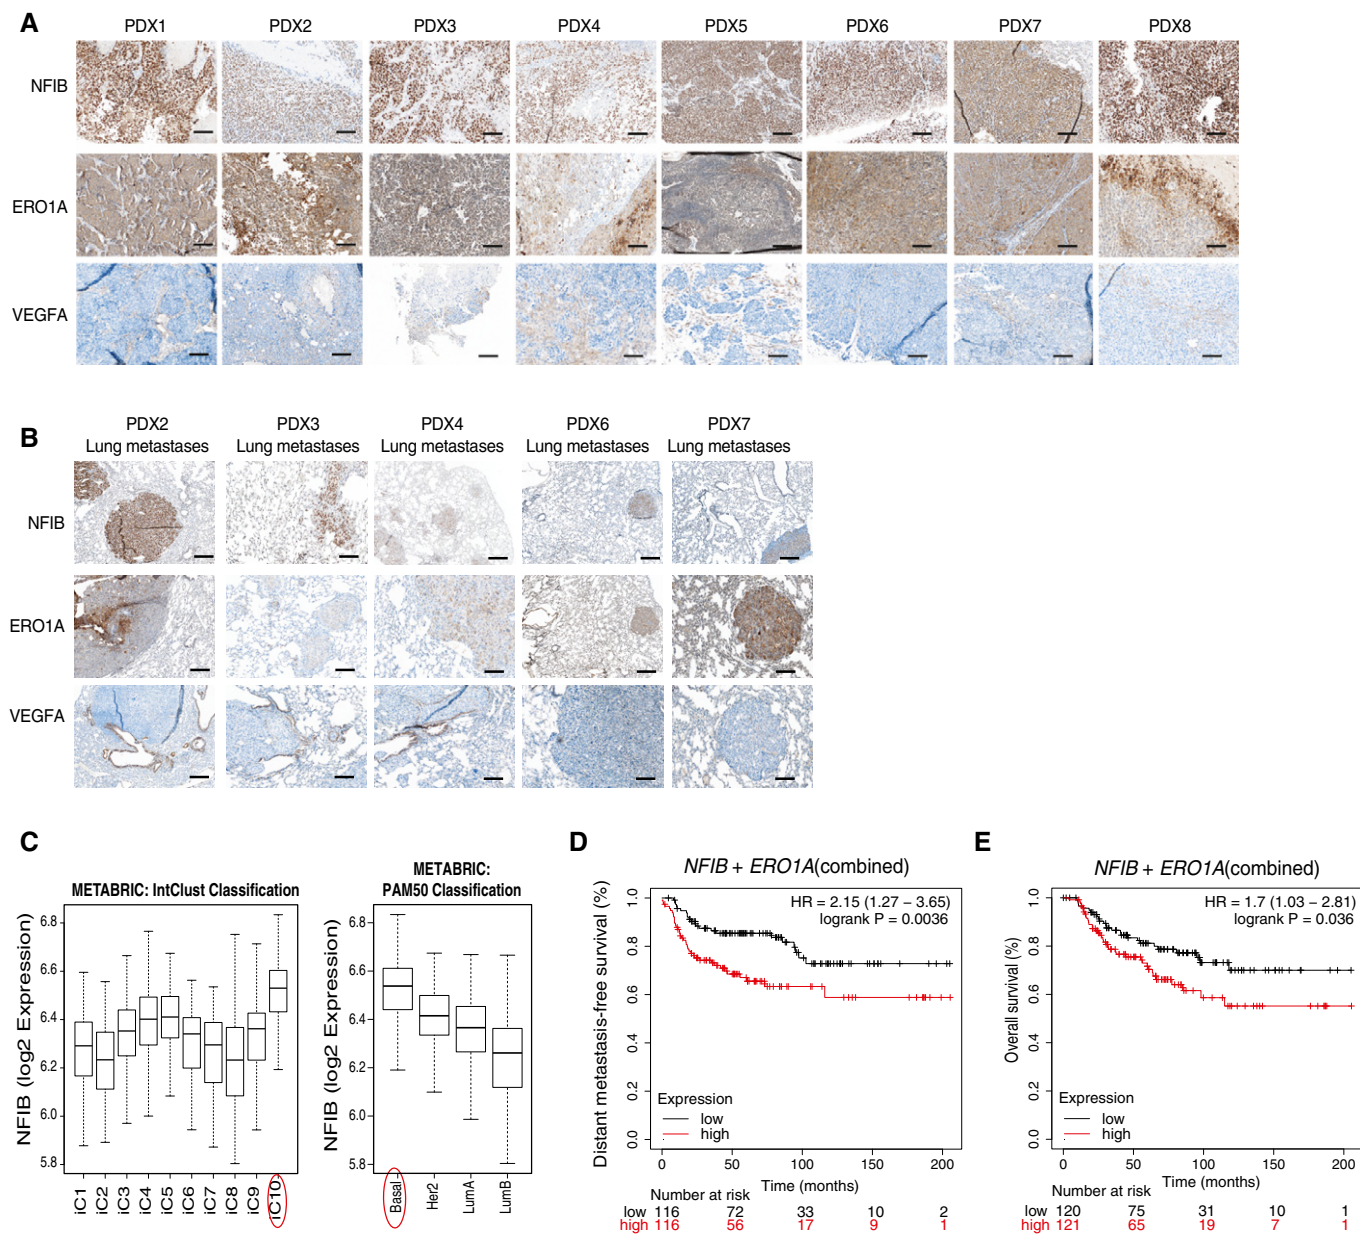 A
PDX1 PDX2 PDX3 PDX4 PDX5 PDX6 PDX7 PDX8
NFIB
ERO1A
VEGFA
B
PDX2 PDX3 PDX4 PDX6 PDX7
Lung metastases Lung metastases Lung metastases Lung metastases Lung metastases
NFIB
ERO1A
VEGFA
C
METABRIC: IntClust Classification
NFIB (log2 Expression)
6.8
6.6
6.4
6.2
6.0
5.8
iC1 iC2 iC3 iC4 iC5 iC6 iC7 iC8 iC9 iC10
METABRIC:
PAM50 Classification
NFIB (log2 Expression)
6.8
6.6
6.4
6.2
6.0
5.8
Basal Her2 LumA LumB
D
NFIB + ERO1A(combined)
HR = 2.15 (1.27 – 3.65)
logrank P = 0.0036
Distant metastasis-free survival (%)
1.0
0.8
0.6
0.4
0.2
0.0
Expression
low
high
0 50 100 150 200
Time (months)
Number at risk
low 116 72 33 10 2
high 116 56 17 9 1
E
NFIB + ERO1A(combined)
HR = 1.7 (1.03 – 2.81)
logrank P = 0.036
Overall survival (%)
1.0
0.8
0.6
0.4
0.2
0.0
Expression
low
high
0 50 100 150 200
Time (months)
Number at risk
low 120 75 31 10 1
high 121 65 19 7 1